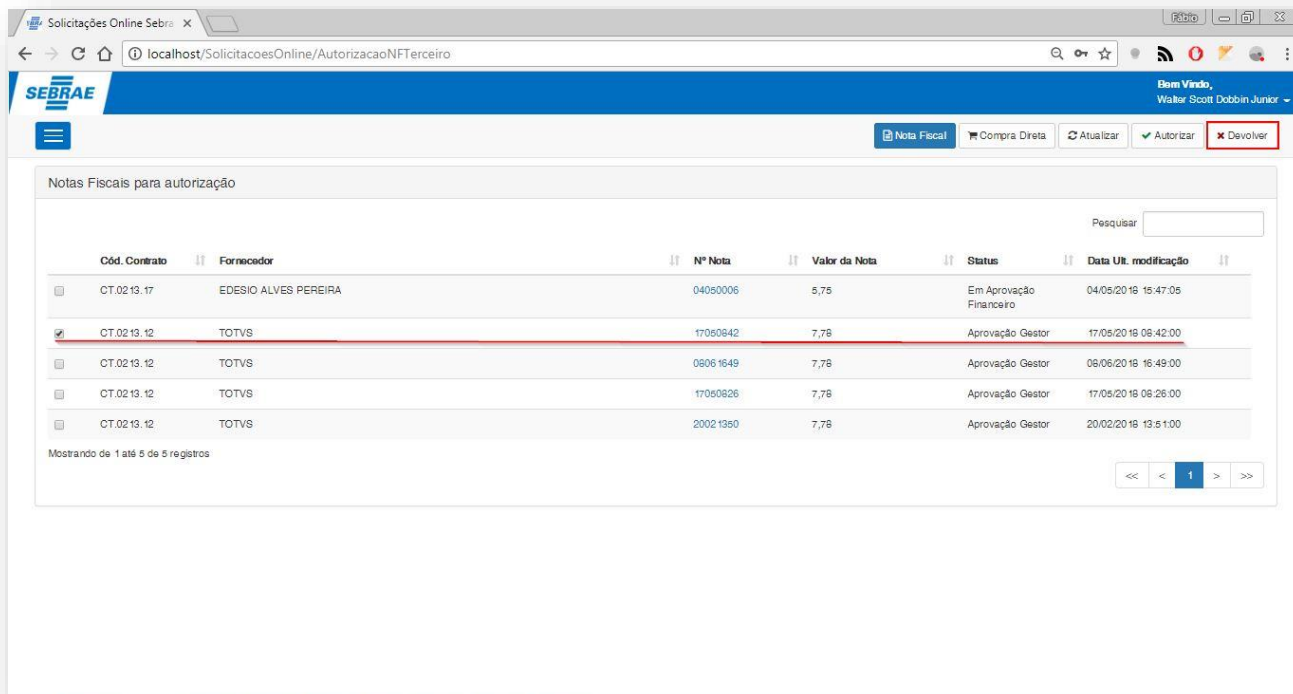 Solicitações Online Sebra
Fábio
localhost/SolicitacoesOnline/AutorizacaoNFTerceiro
SEBRAE
Bem Vindo,
Walter Scott Dobbin Junior
Nota Fiscal Compra Direta Atualizar Autorizar Devolver
Notas Fiscais para autorização
Pesquisar
Cód. Contrato Fornecedor Nº Nota Valor da Nota Status Data Ult. modificação
CT.0213.17 EDESIO ALVES PEREIRA 04050006 5,75 Em Aprovação 04/05/2018 15:47:05
Financeiro
CT.0213.12 TOTVS 17050842 7,78 Aprovação Gestor 17/05/2018 08:42:00
CT.0213.12 TOTVS 08061649 7,78 Aprovação Gestor 08/06/2018 16:49:00
CT.0213.12 TOTVS 17050826 7,78 Aprovação Gestor 17/05/2018 08:26:00
CT.0213.12 TOTVS 20021350 7,78 Aprovação Gestor 20/02/2018 13:51:00
Mostrando de 1 até 5 de 5 registros
<< < 1 > >>